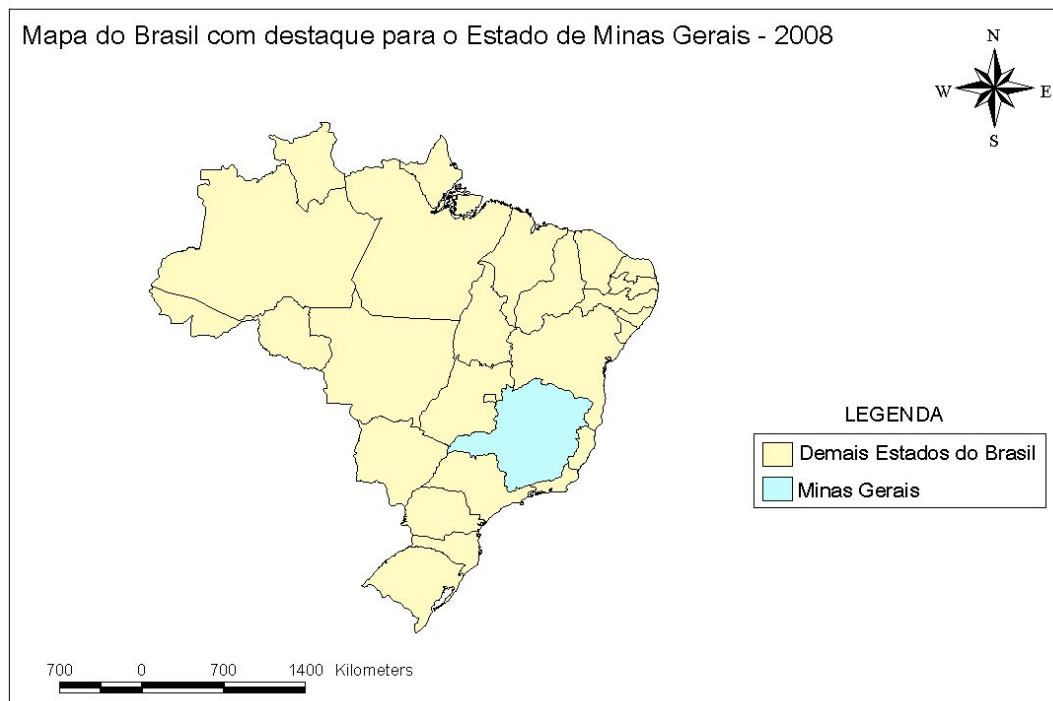 Mapa do Brasil com destaque para o Estado de Minas Gerais - 2008
N
W E
S
LEGENDA
Demais Estados do Brasil
Minas Gerais
700 0 700 1400 Kilometers